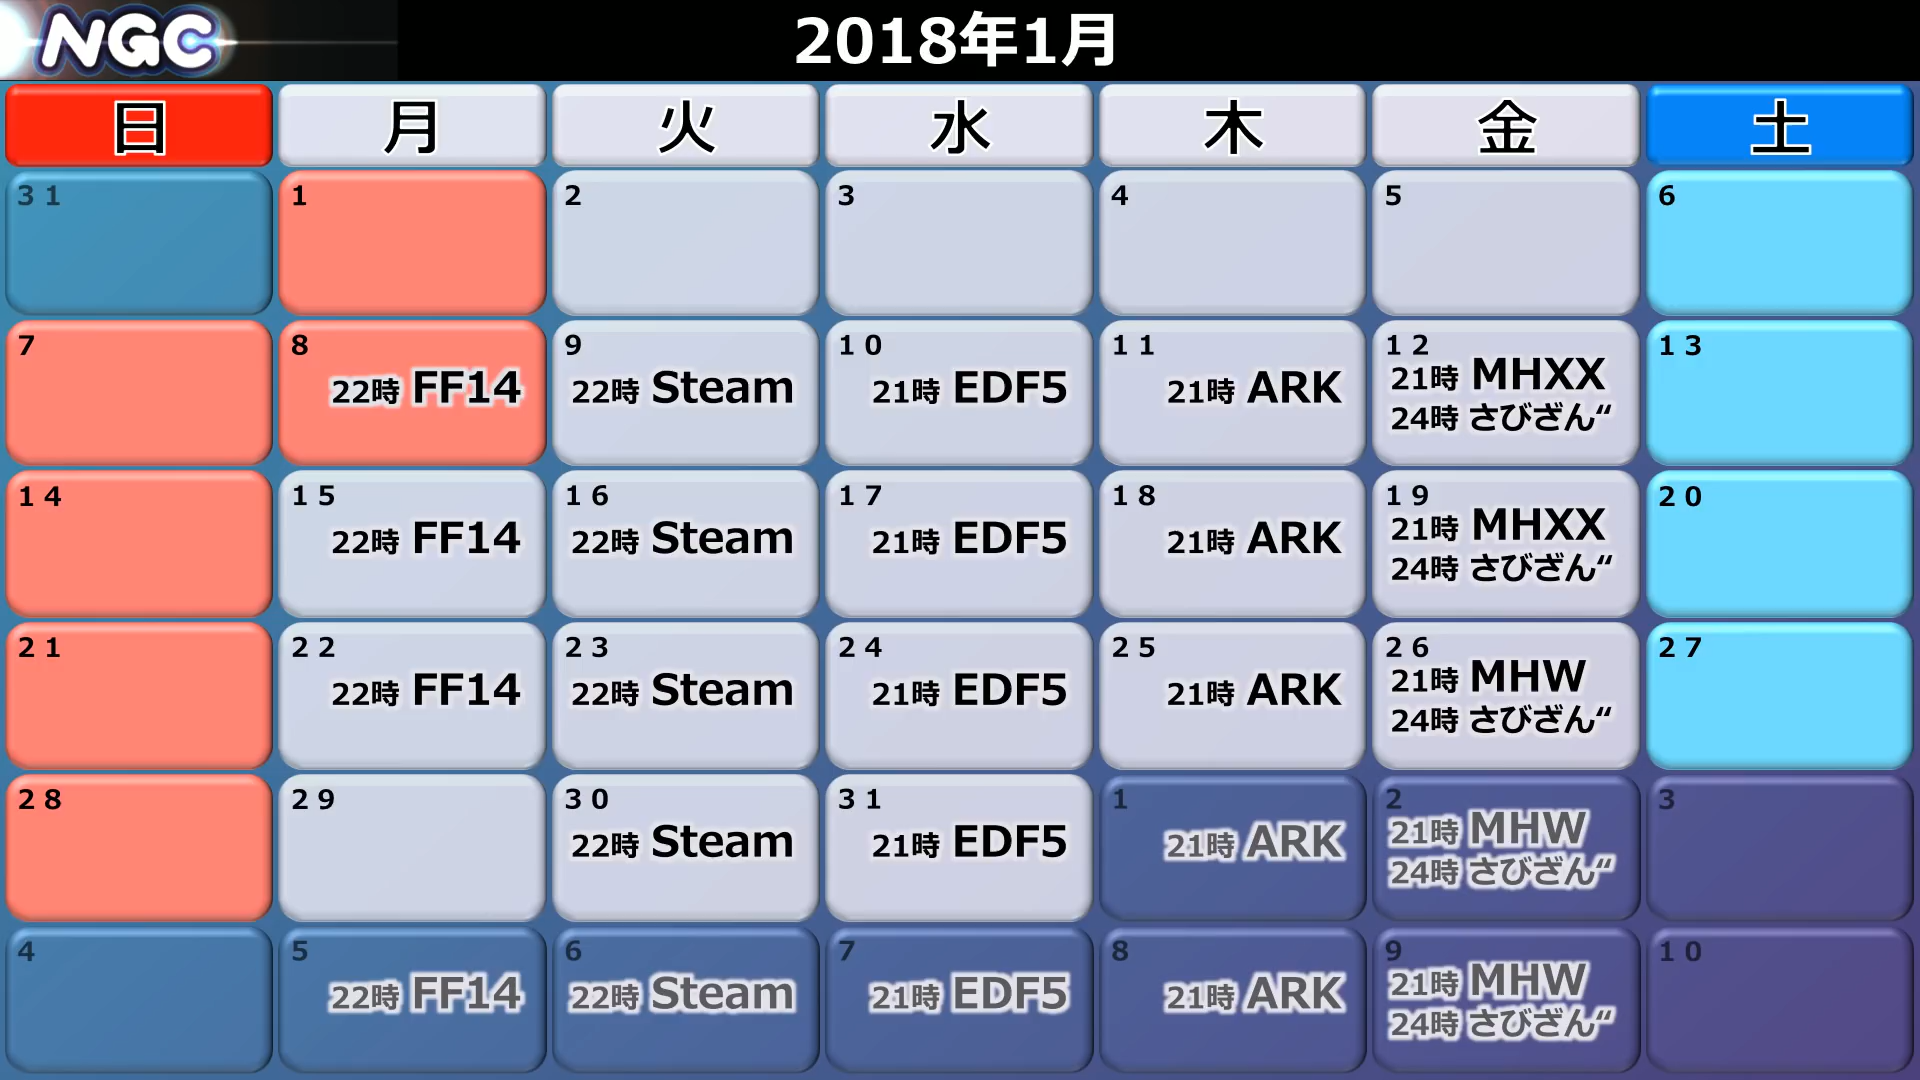 NGC
2018年1月
日 月 火 水 木 金 土
31 1 2 3 4 5 6
7 8 9 10 11 12 13
22時 FF14 22時 Steam 21時 EDF5 21時 ARK 21時 MHXX
24時 さびざん“
14 15 16 17 18 19 20
22時 FF14 22時 Steam 21時 EDF5 21時 ARK 21時 MHXX
24時 さびざん“
21 22 23 24 25 26 27
22時 FF14 22時 Steam 21時 EDF5 21時 ARK 21時 MHW
24時 さびざん“
28 29 30 31 1 2 3
22時 Steam 21時 EDF5 21時 ARK 21時 MHW
24時 さびざん“
4 5 6 7 8 9 10
22時 FF14 22時 Steam 21時 EDF5 21時 ARK 21時 MHW
24時 さびざん“